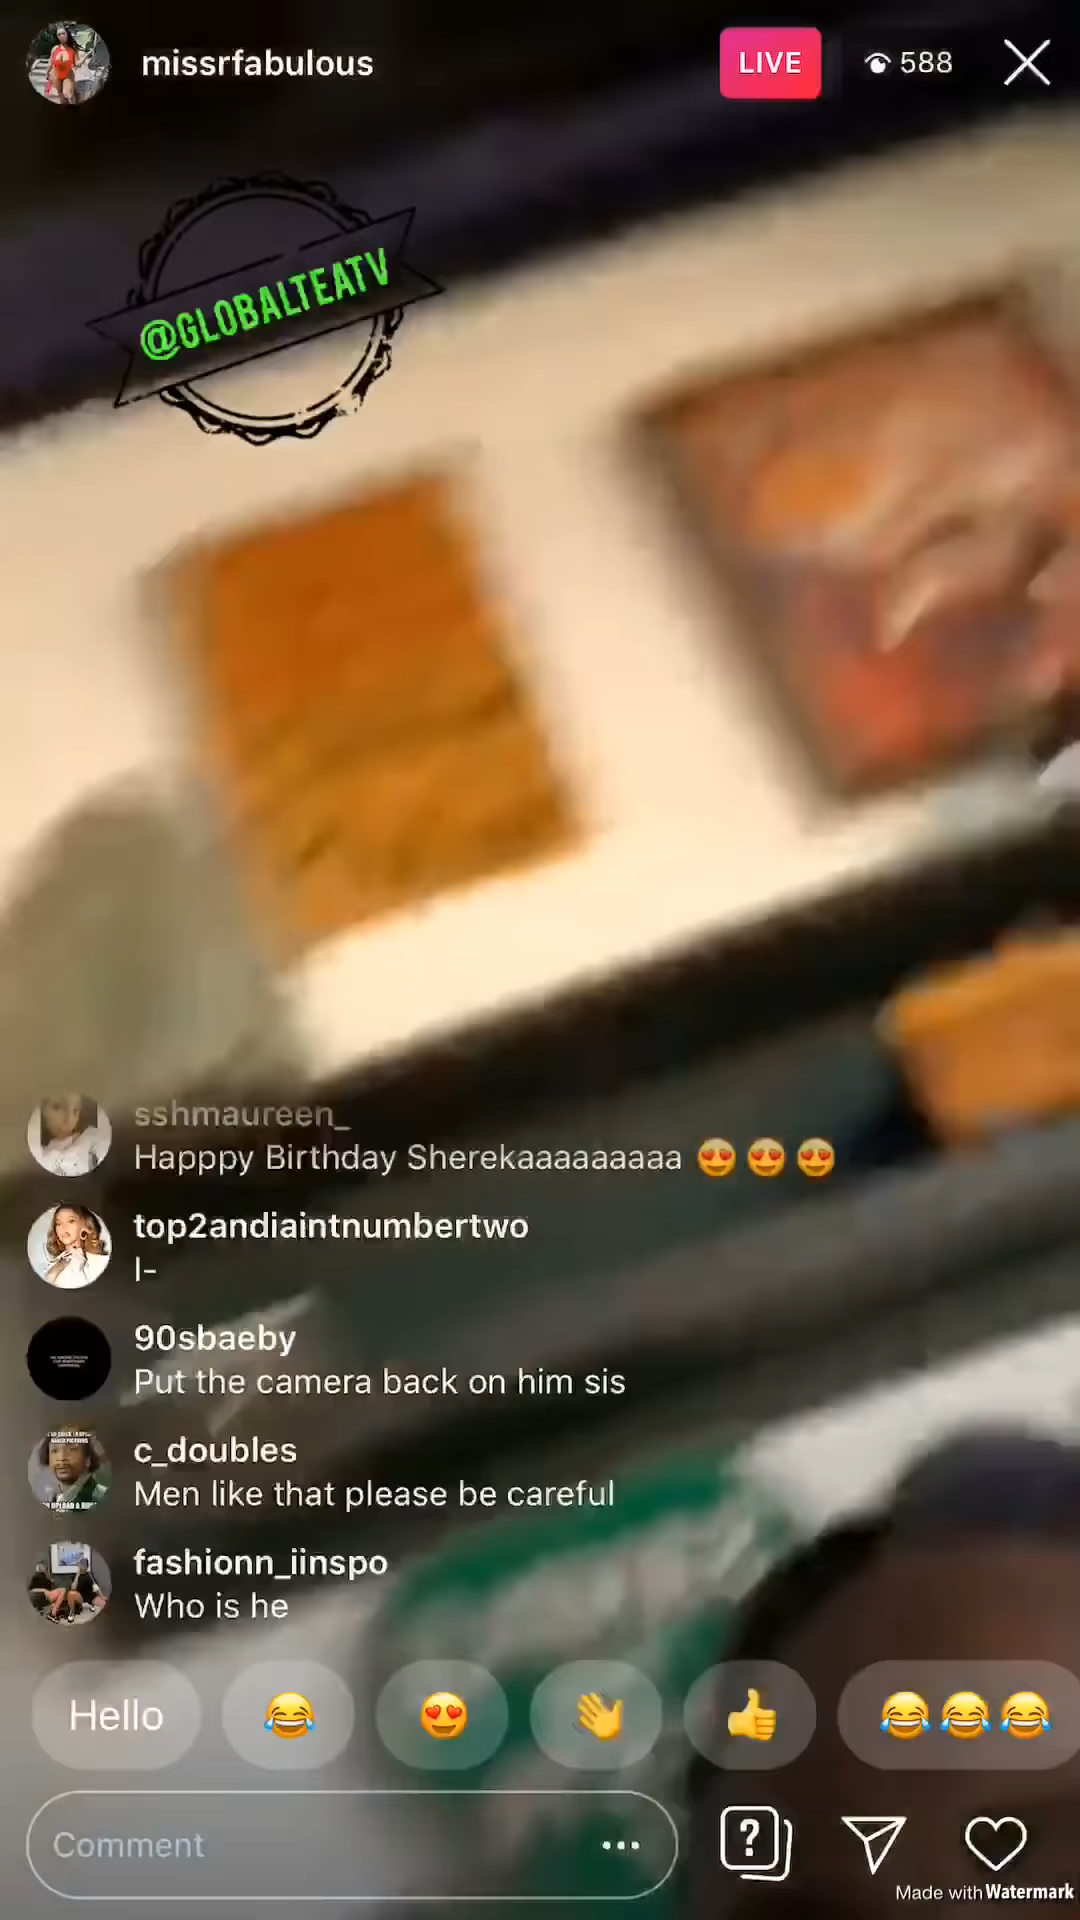 missrfabulous
LIVE
588
@GLOBALTEATV
sshmaureen_
Happpy Birthday Sherekaaaaaaaaa 😍 😍 😍
top2andiaintnumbertwo
I-
90sbaeby
Put the camera back on him sis
c_doubles
Men like that please be careful
fashionn_iinspo
Who is he
Hello
Comment
Made with Watermark